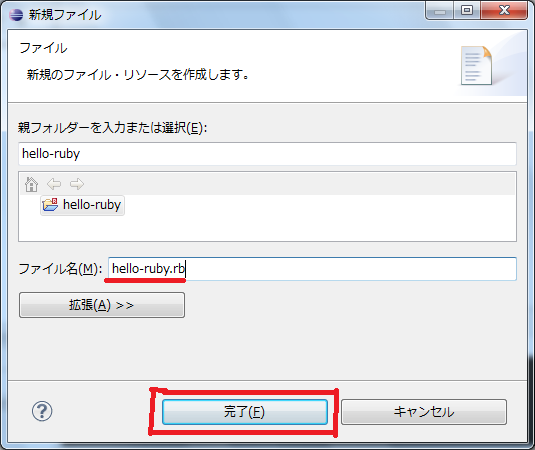 新規ファイル
ファイル
新規のファイル・リソースを作成します。
親フォルダーを入力または選択(E):
hello-ruby
hello-ruby
ファイル名(M): hello-ruby.rb
拡張(A) >>
完了(F)
キャンセル